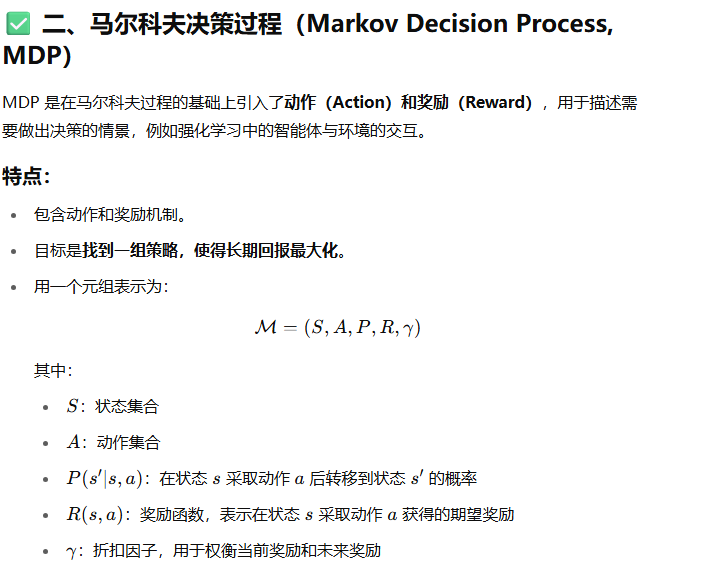 ✅ 二、马尔科夫决策过程（Markov Decision Process,
MDP）
MDP 是在马尔科夫过程的基础上引入了动作（Action）和奖励（Reward），用于描述需
要做出决策的情景，例如强化学习中的智能体与环境的交互。
特点：
• 包含动作和奖励机制。
• 目标是找到一组策略，使得长期回报最大化。
• 用一个元组表示为：
ℳ = (S, A, P, R, γ)
其中：
• S：状态集合
• A：动作集合
• P(s′|s, a)：在状态 s 采取动作 a 后转移到状态 s′ 的概率
• R(s, a)：奖励函数，表示在状态 s 采取动作 a 获得的期望奖励
• γ：折扣因子，用于权衡当前奖励和未来奖励